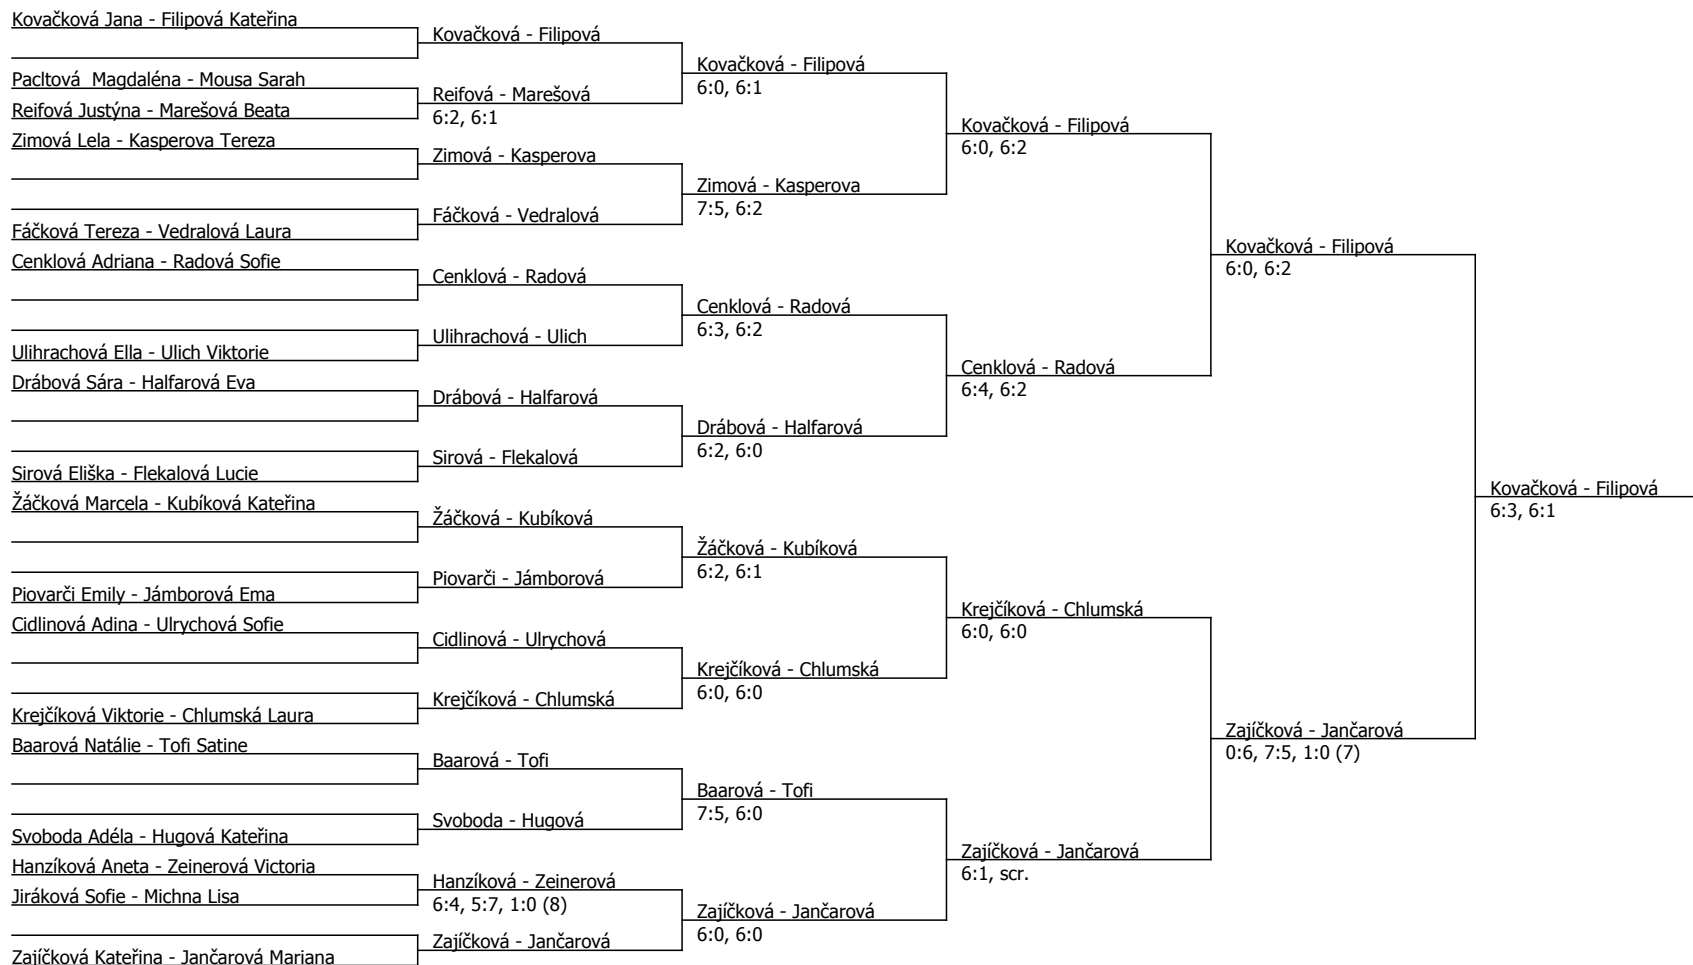 Kovačková Jana - Filipová Kateřina
Pacltová  Magdaléna - Mousa Sarah
Reifová Justýna - Marešová Beata
Zimová Lela - Kasperova Tereza
Fáčková Tereza - Vedralová Laura
Cenklová Adriana - Radová Sofie
Ulihrachová Ella - Ulich Viktorie
Drábová Sára - Halfarová Eva
Sirová Eliška - Flekalová Lucie
Žáčková Marcela - Kubíková Kateřina
Piovarči Emily - Jámborová Ema
Cidlinová Adina - Ulrychová Sofie
Krejčíková Viktorie - Chlumská Laura
Baarová Natálie - Tofi Satine
Svoboda Adéla - Hugová Kateřina
Hanzíková Aneta - Zeinerová Victoria
Jiráková Sofie - Michna Lisa
Zajíčková Kateřina - Jančarová Mariana
Kovačková - Filipová
Reifová - Marešová
6:2, 6:1
Zimová - Kasperova
Fáčková - Vedralová
Cenklová - Radová
Ulihrachová - Ulich
Drábová - Halfarová
Sirová - Flekalová
Žáčková - Kubíková
Piovarči - Jámborová
Cidlinová - Ulrychová
Krejčíková - Chlumská
Baarová - Tofi
Svoboda - Hugová
Hanzíková - Zeinerová
6:4, 5:7, 1:0 (8)
Zajíčková - Jančarová
Kovačková - Filipová
6:0, 6:1
Zimová - Kasperova
7:5, 6:2
Cenklová - Radová
6:3, 6:2
Drábová - Halfarová
6:2, 6:0
Žáčková - Kubíková
6:2, 6:1
Krejčíková - Chlumská
6:0, 6:0
Baarová - Tofi
7:5, 6:0
Zajíčková - Jančarová
6:0, 6:0
Kovačková - Filipová
6:0, 6:2
Cenklová - Radová
6:4, 6:2
Krejčíková - Chlumská
6:0, 6:0
Zajíčková - Jančarová
6:1, scr.
Kovačková - Filipová
6:0, 6:2
Zajíčková - Jančarová
0:6, 7:5, 1:0 (7)
Kovačková - Filipová
6:3, 6:1